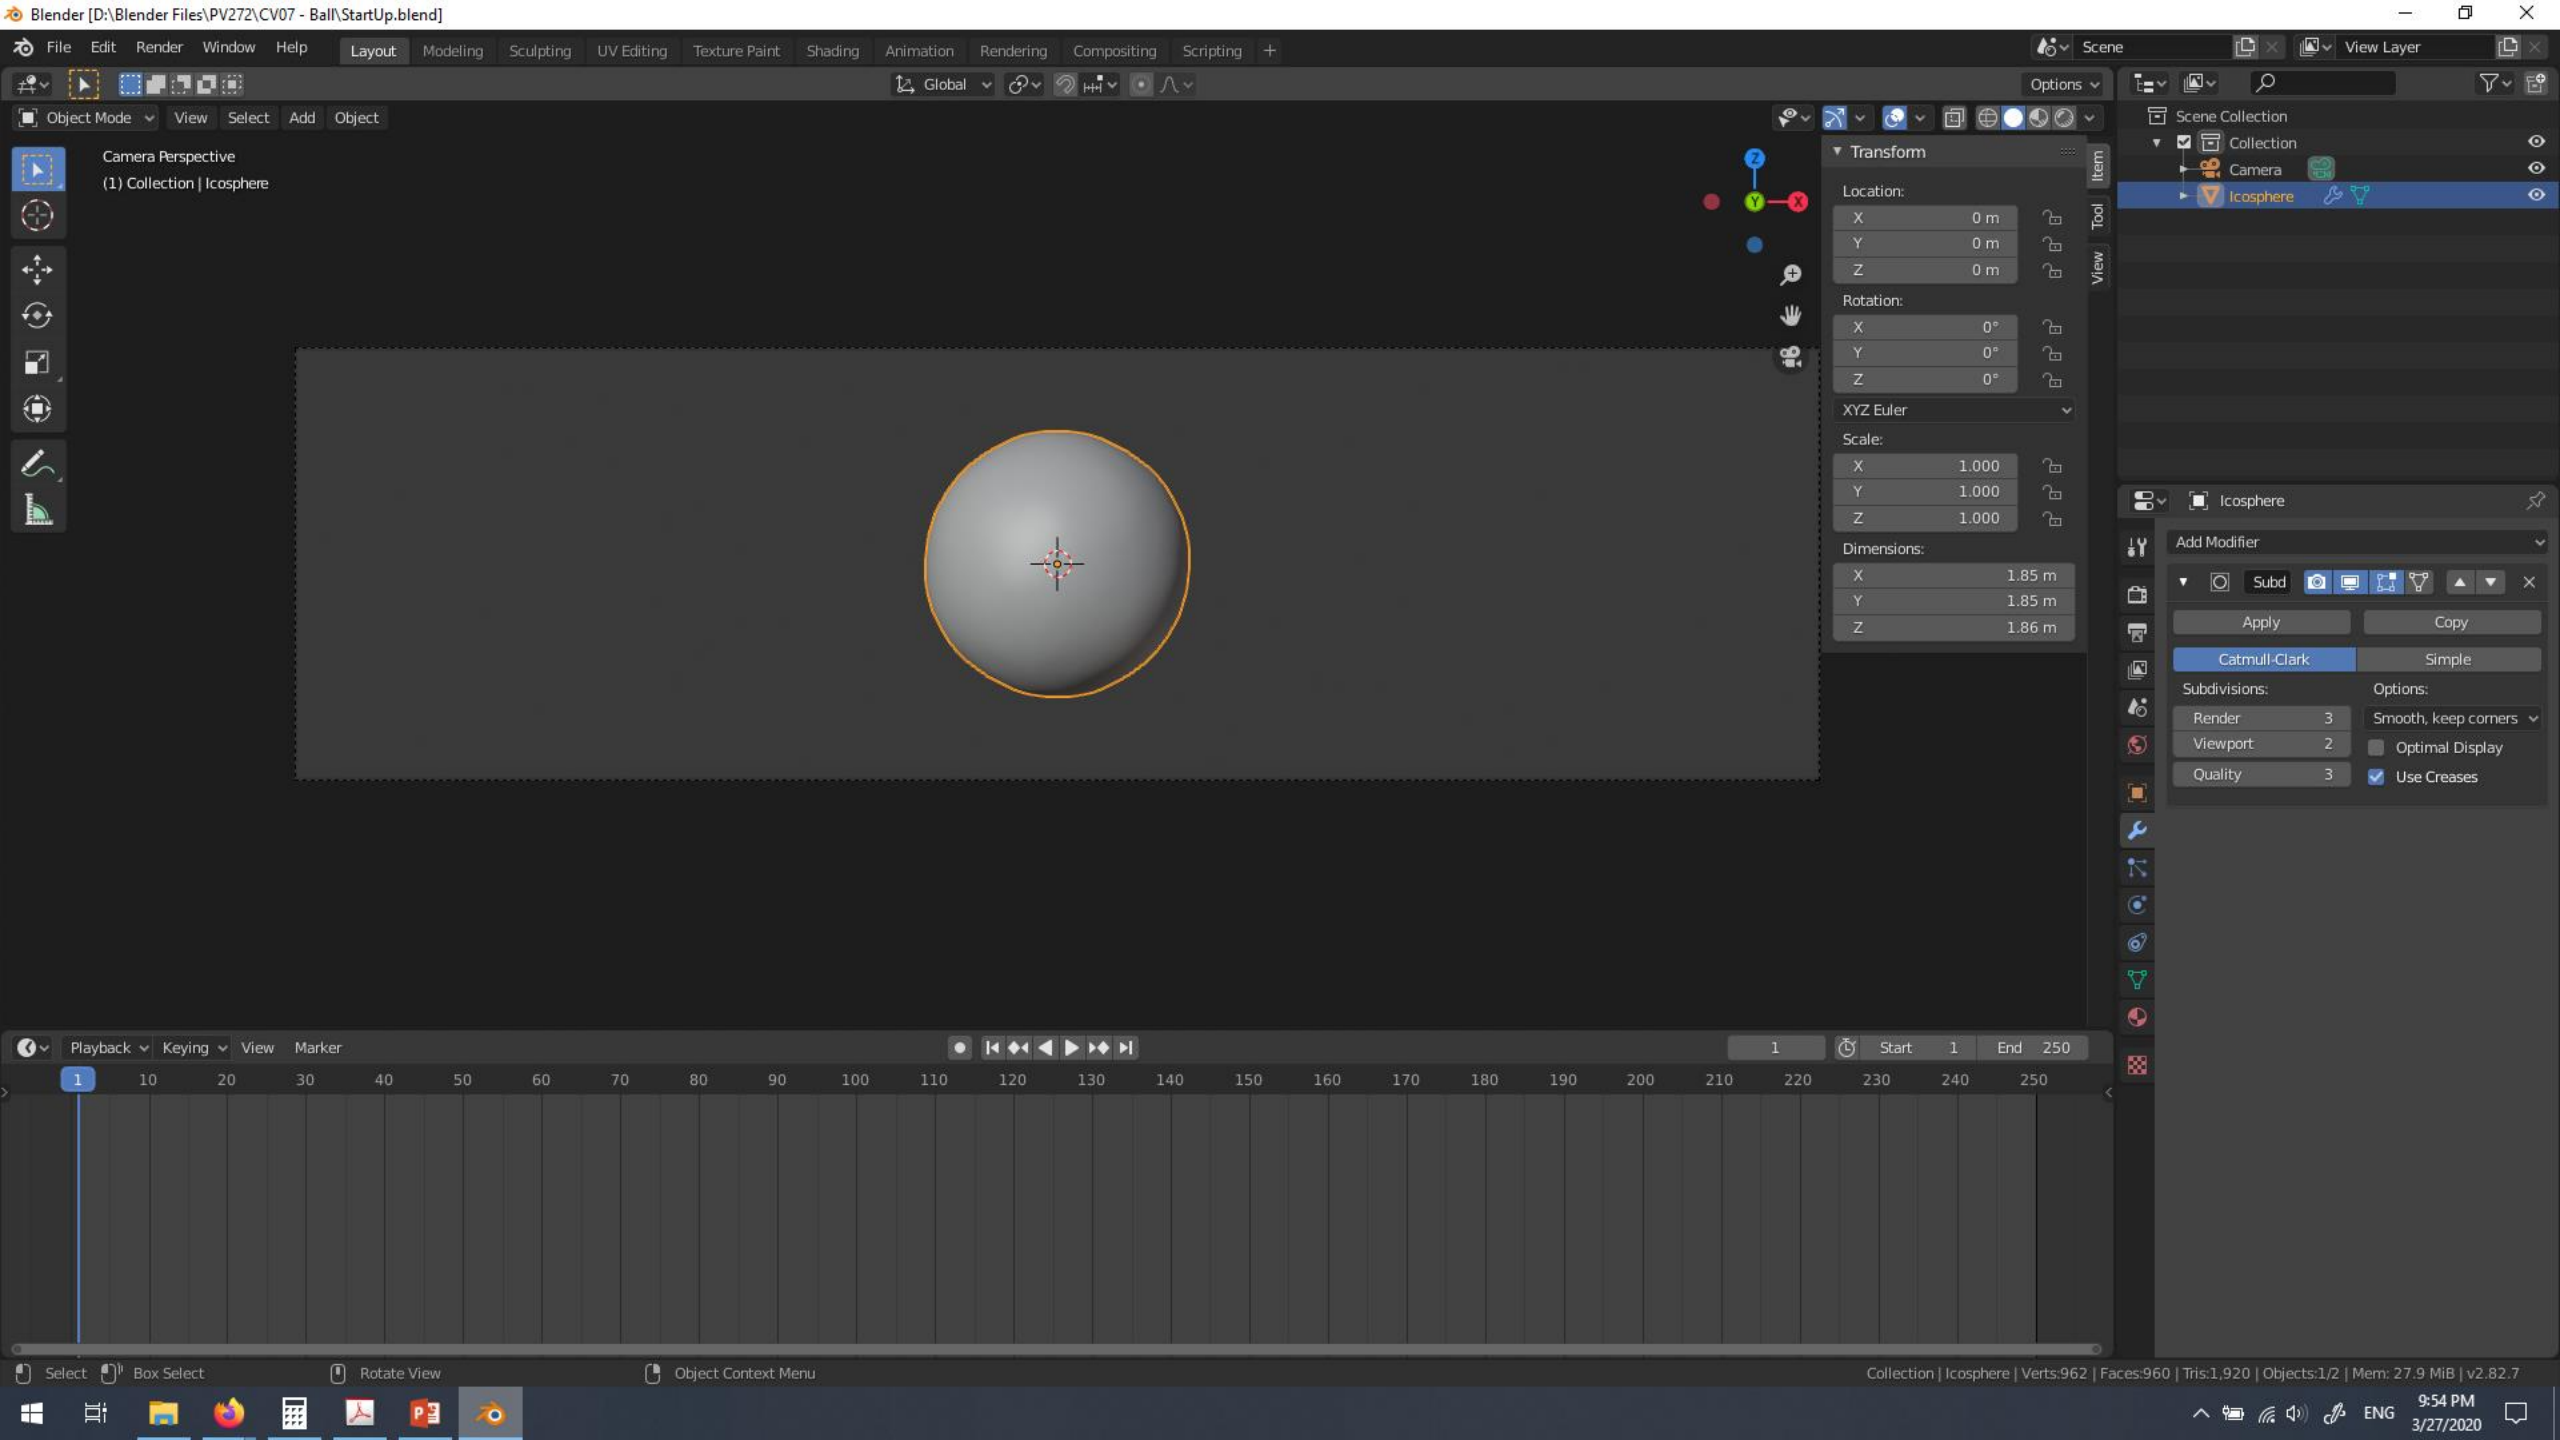 Blender [D:\Blender Files\PV272\CV07 - Ball\StartUp.blend]
File Edit Render Window Help Layout Modeling Sculpting UV Editing Texture Paint Shading Animation Rendering Compositing Scripting + Scene View Layer
Global Options
Object Mode View Select Add Object
Camera Perspective
(1) Collection | Icosphere
Z
Y
X
Transform
Location:
X 0 m
Y 0 m
Z 0 m
Rotation:
X 0°
Y 0°
Z 0°
XYZ Euler
Scale:
X 1.000
Y 1.000
Z 1.000
Dimensions:
X 1.85 m
Y 1.85 m
Z 1.86 m
Item
Tool
View
Scene Collection
Collection
Camera
Icosphere
Icosphere
Add Modifier
Subd
Apply Copy
Catmull-Clark Simple
Subdivisions: Options:
Render 3 Smooth, keep corners
Viewport 2 Optimal Display
Quality 3 Use Creases
Playback Keying View Marker 1 Start 1 End 250
1 10 20 30 40 50 60 70 80 90 100 110 120 130 140 150 160 170 180 190 200 210 220 230 240 250
Select Box Select Rotate View Object Context Menu Collection | Icosphere | Verts:962 | Faces:960 | Tris:1,920 | Objects:1/2 | Mem: 27.9 MiB | v2.82.7
ENG
9:54 PM
3/27/2020